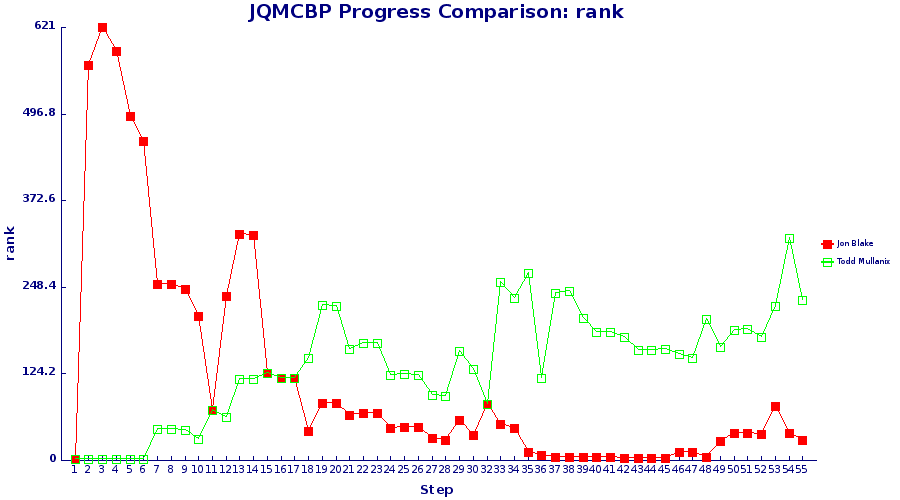 JQMCBP Progress Comparison: rank
621
496.8
372.6
248.4
124.2
0
rank
1 2 3 4 5 6 7 8 9 10 11 12 13 14 15 16 17 18 19 20 21 22 23 24 25 26 27 28 29 30 31 32 33 34 35 36 37 38 39 40 41 42 43 44 45 46 47 48 49 50 51 52 53 54 55
Step
Jon Blake
Todd Mullanix